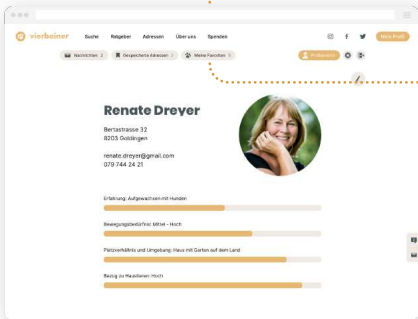 vierbeiner Suche Ratgeber Adressen Über uns Spenden Mein Profil
Nachrichten 2 Gespeicherte Adressen 2 Meine Favoriten 5
Renate Dreyer
Bertastrasse 32
8203 Goldingen
renate.dreyer@gmail.com
079 744 24 21
Erfahrung: Aufgewachsen mit Hunden
Bewegungsbedürfnis: Mittel - Hoch
Platzverhältnis und Umgebung: Haus mit Garten auf dem Land
Bezug zu Haustieren: Hoch